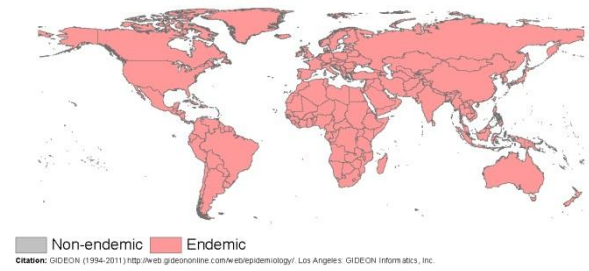 Non-endemic Endemic
Citation: GIDEON (1994-2011) http://web.gideononline.com/web/epidemiology/. Los Angeles: GIDEON Informatics, Inc.